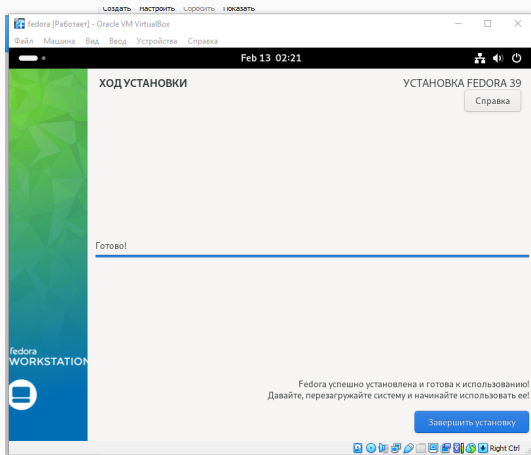 Создать Настроить Сбросить Показать
fedora [Работает] - Oracle VM VirtualBox
Файл Машина Вид Ввод Устройства Справка
Feb 13 02:21
ХОД УСТАНОВКИ
УСТАНОВКА FEDORA 39
Справка
Готово!
fedora
WORKSTATION
Fedora успешно установлена и готова к использованию!
Давайте, перезагружайте систему и начинайте использовать ее!
Завершить установку
Right Ctrl